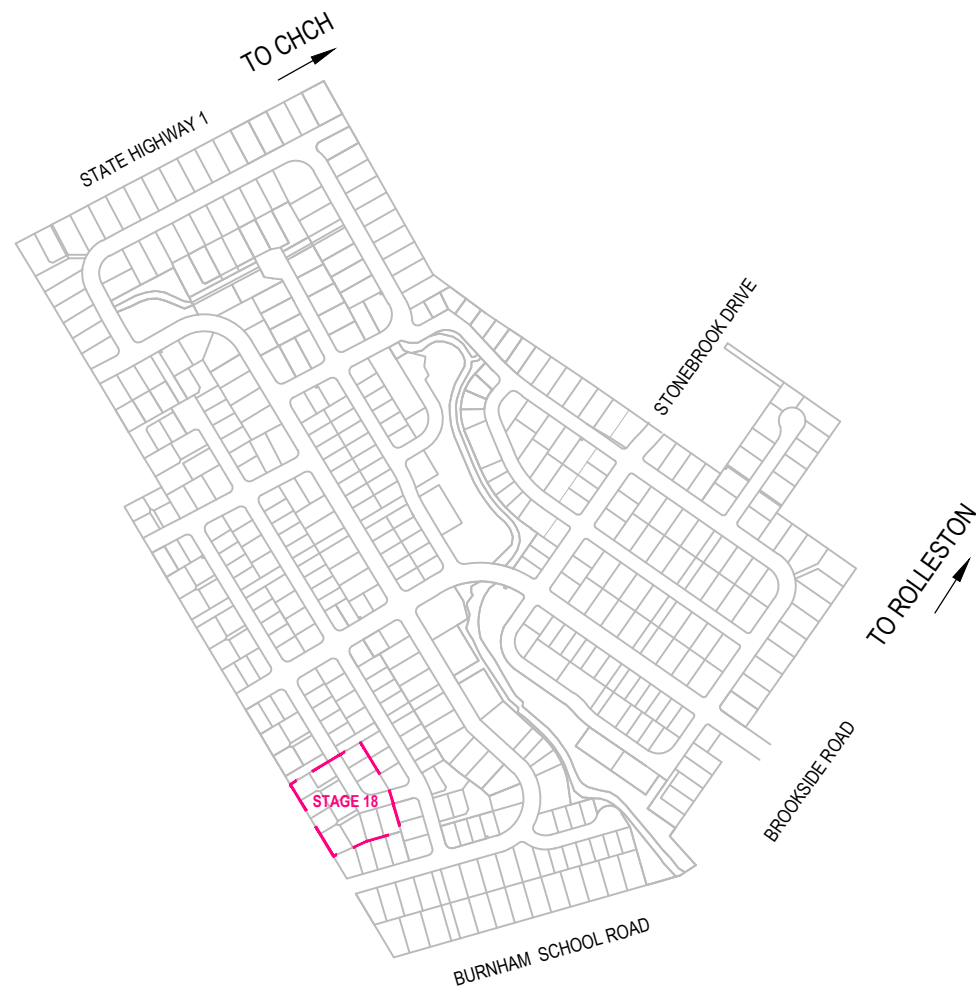 TO CHCH
STATE HIGHWAY 1
STONEBROOK DRIVE
TO ROLLESTON
BROOKSIDE ROAD
STAGE 18
BURNHAM SCHOOL ROAD